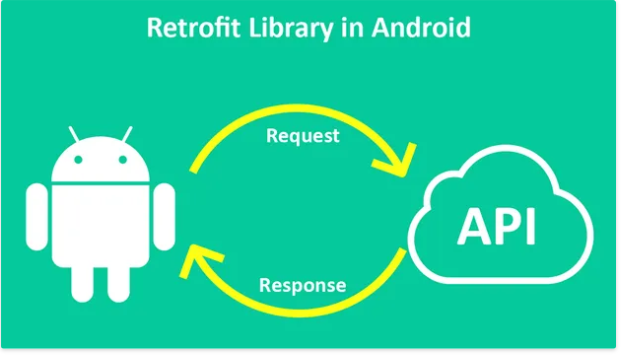 Retrofit Library in Android
Request
API
Response